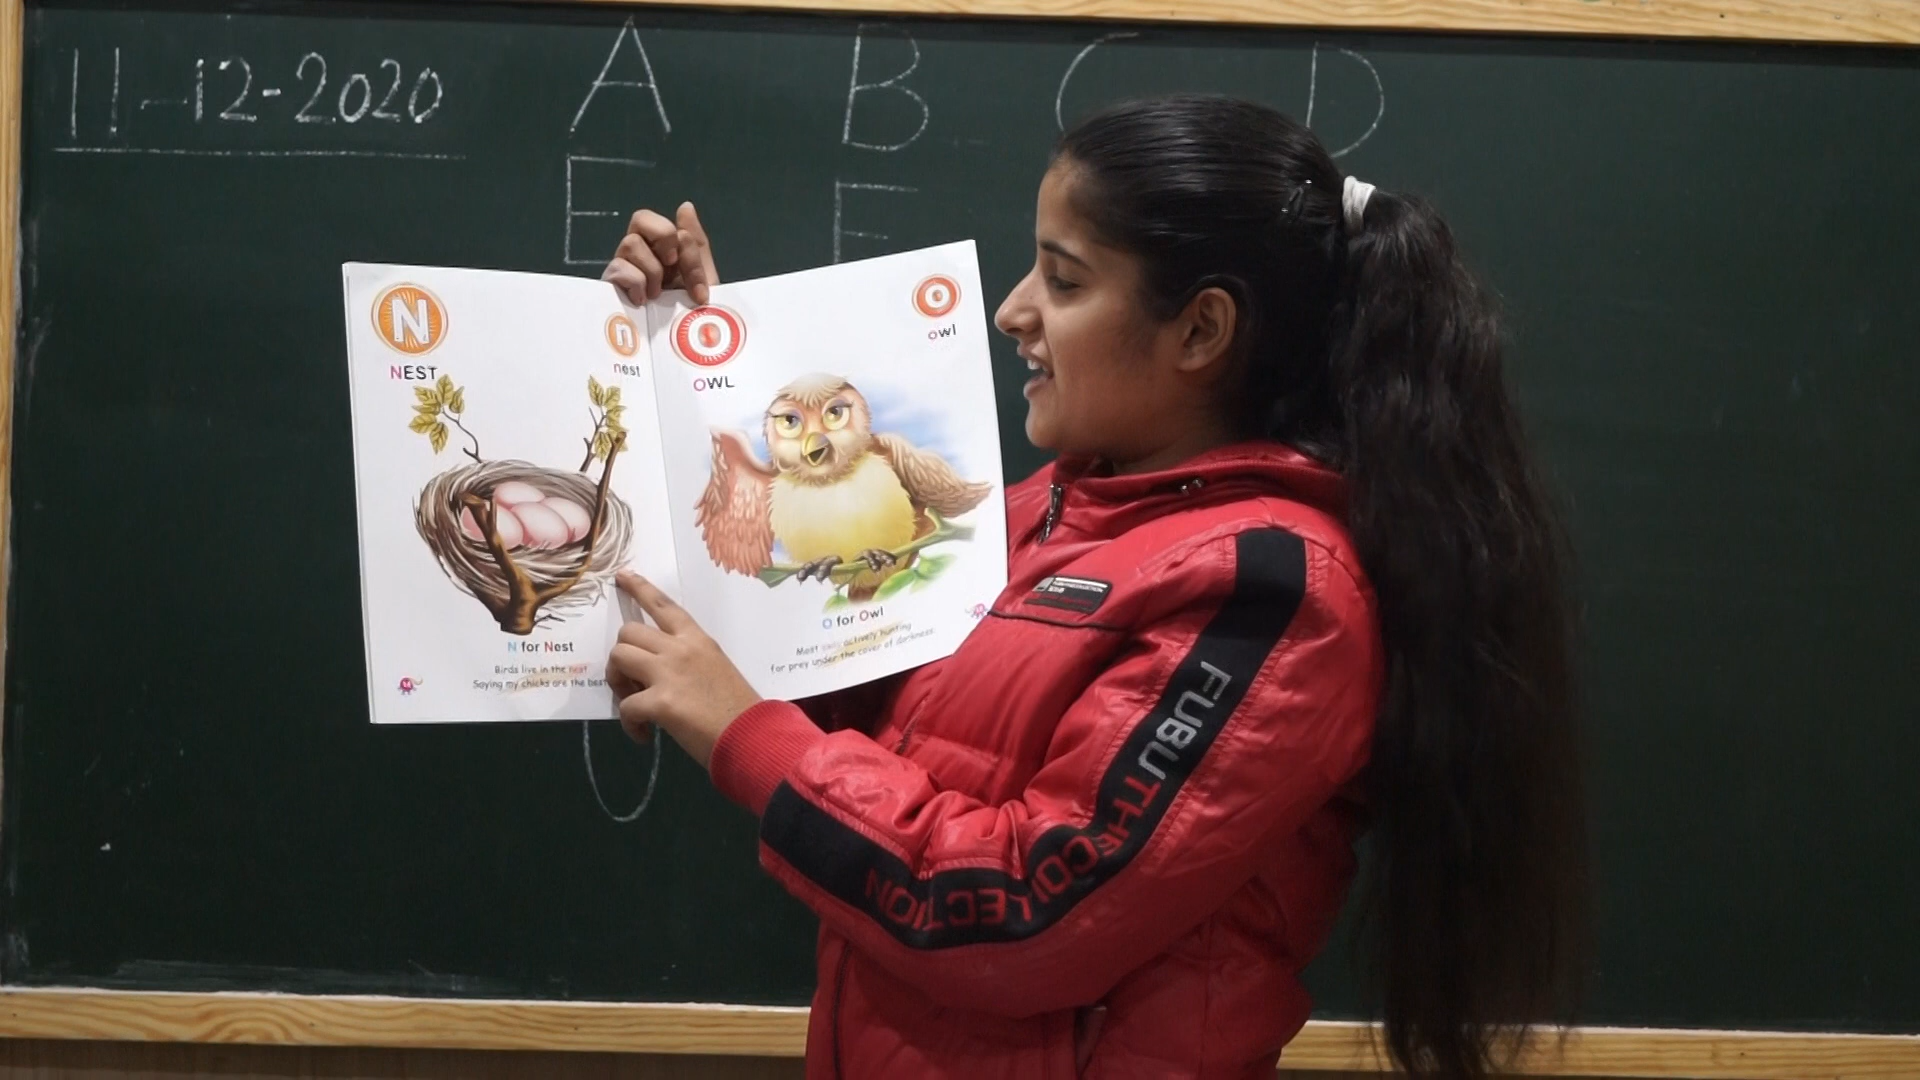 11-12-2020
A B C D
E F
N
n
NEST
nest
N for Nest
Birds live in the nest
Saying my chicks are the best
O
o
OWL
owl
O for Owl
Most owls actively hunting
for prey under the cover of darkness
U
FUBU THE COLLECTION